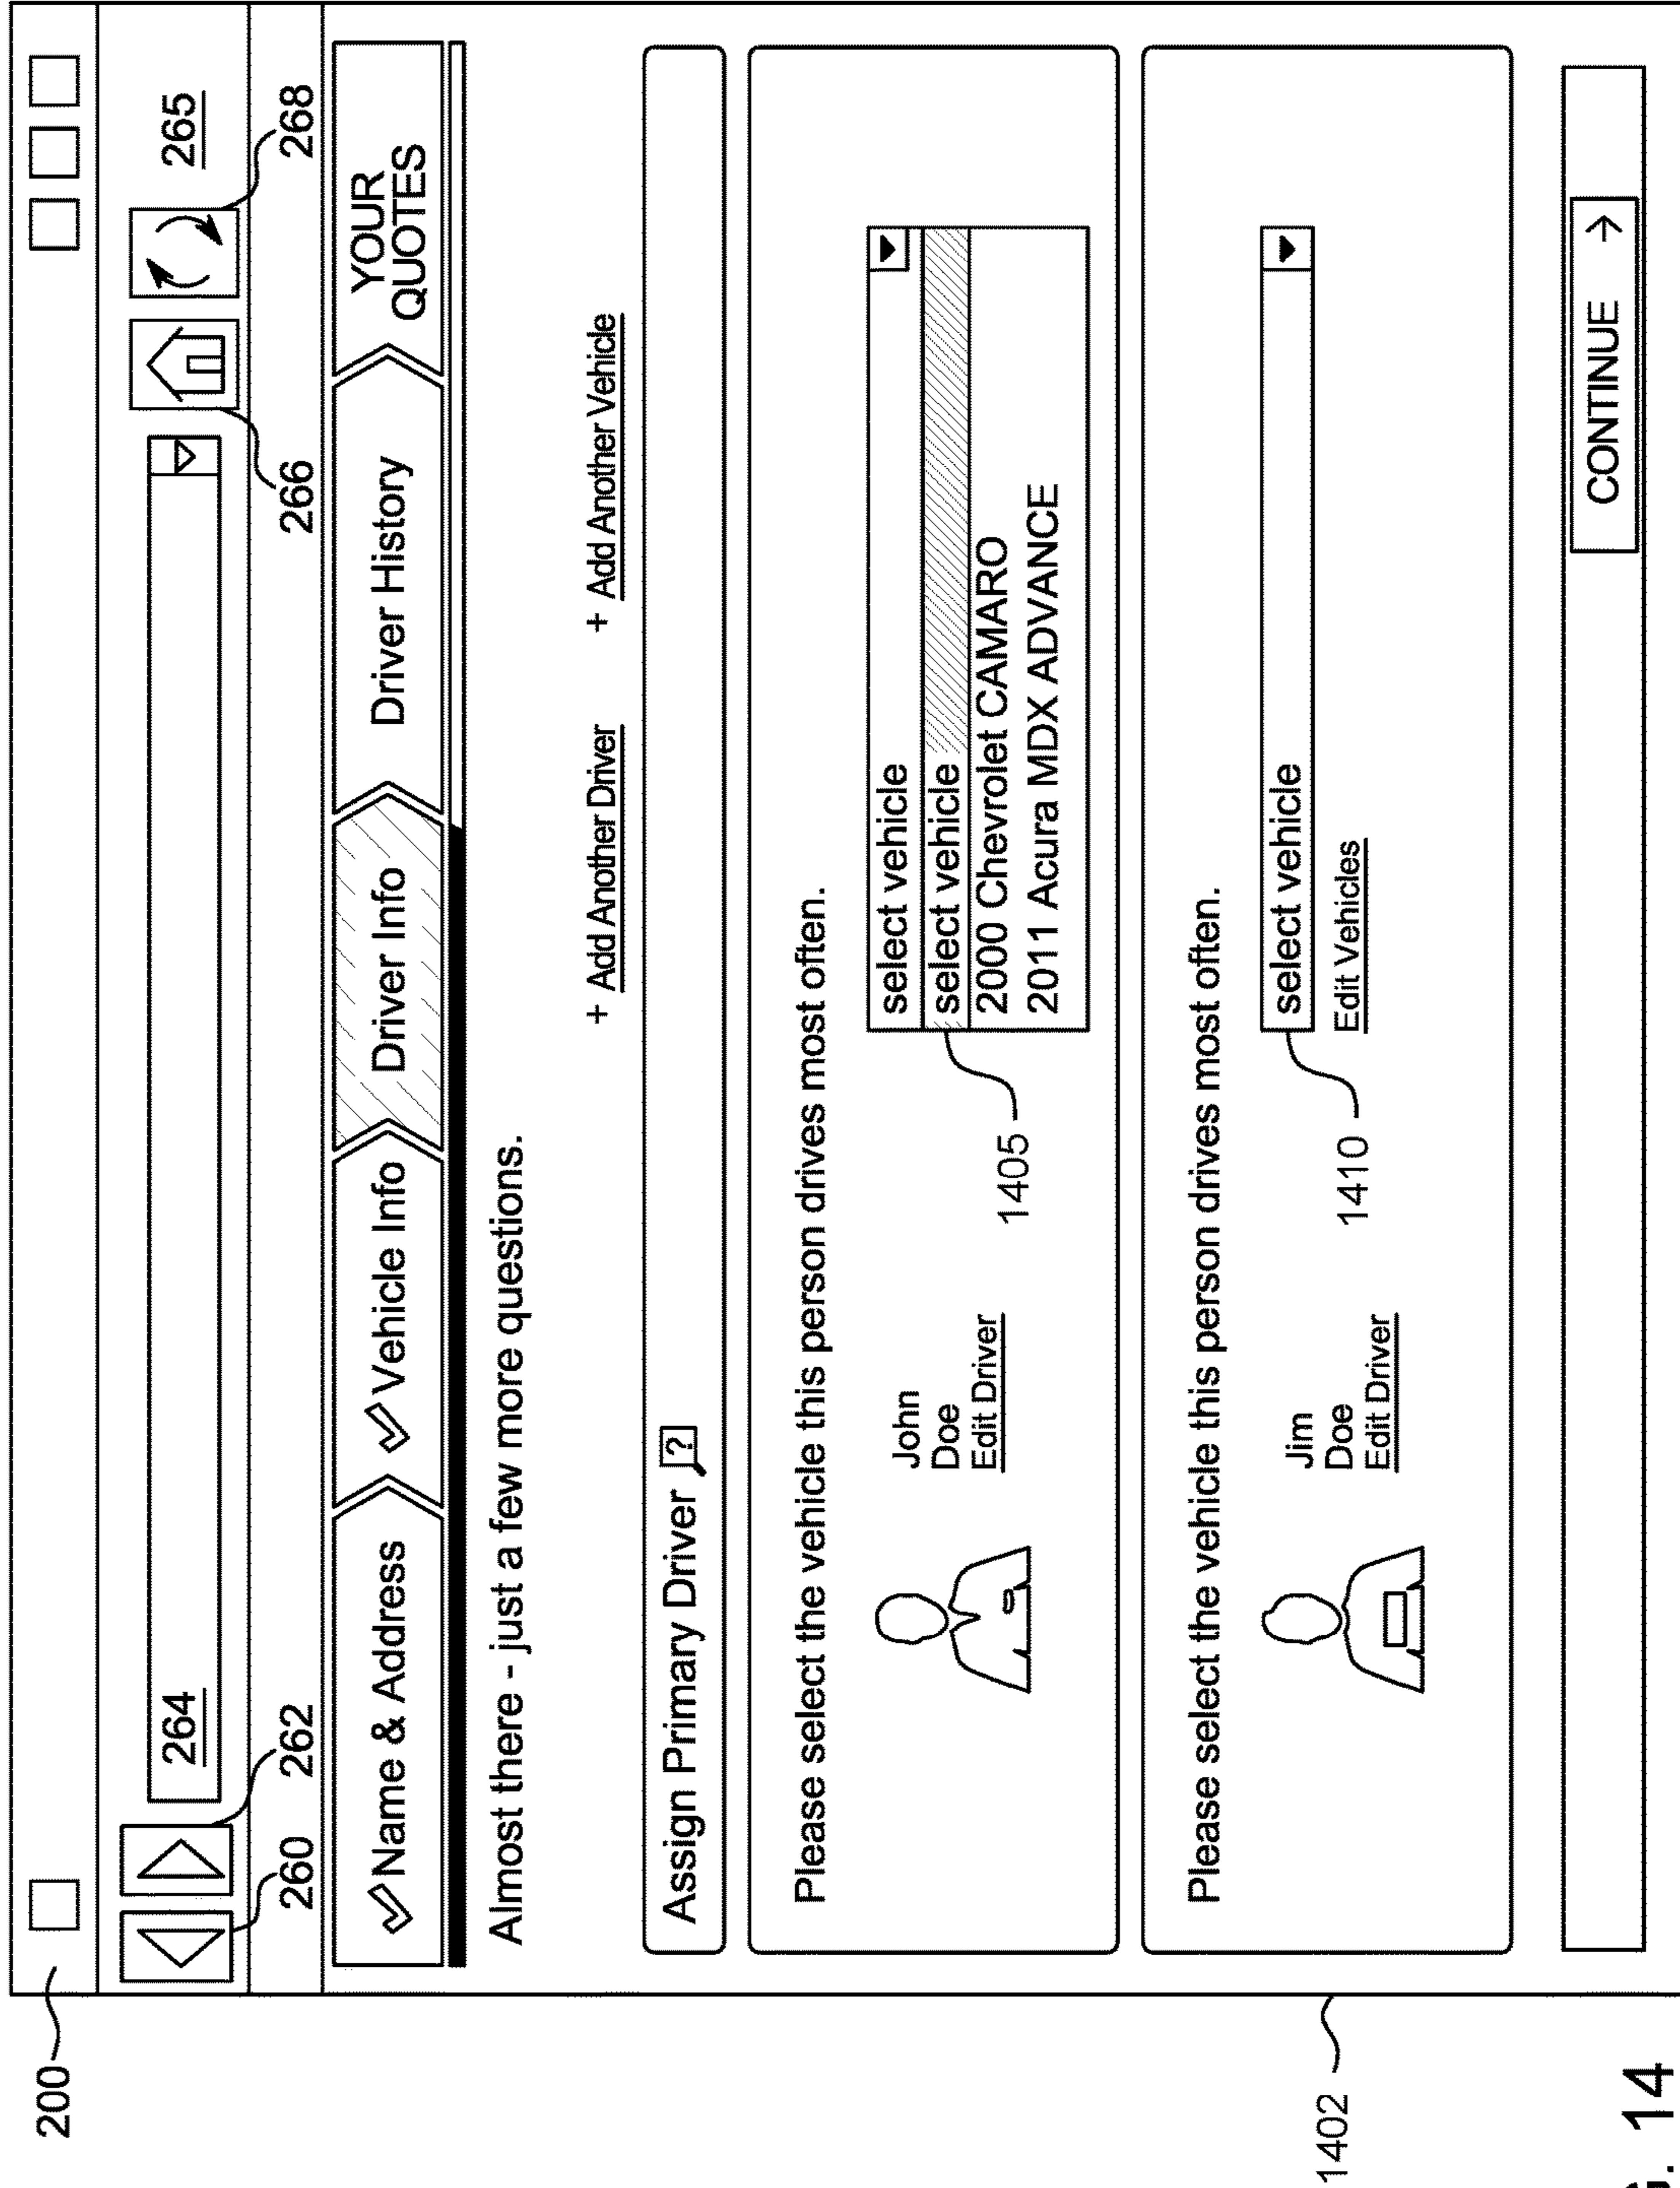 200
260
262
264
266
268
265
✓ Name & Address
✓ Vehicle Info
Driver Info
Driver History
YOUR
QUOTES
Almost there - just a few more questions.
+ Add Another Driver
+ Add Another Vehicle
Assign Primary Driver ?
Please select the vehicle this person drives most often.
John
Doe
Edit Driver
1405
select vehicle
select vehicle
2000 Chevrolet CAMARO
2011 Acura MDX ADVANCE
Please select the vehicle this person drives most often.
Jim
Doe
Edit Driver
1410
select vehicle
Edit Vehicles
1402
CONTINUE →
G. 14